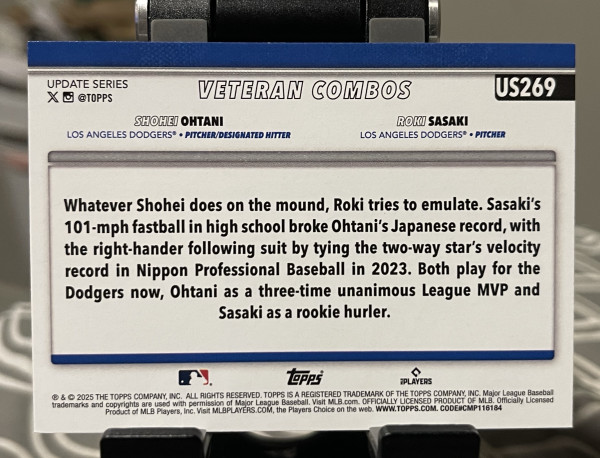 UPDATE SERIES
@TOPPS
VETERAN COMBOS
US269
SHOHEI OHTANI
LOS ANGELES DODGERS® • PITCHER/DESIGNATED HITTER
ROKI SASAKI
LOS ANGELES DODGERS® • PITCHER
Whatever Shohei does on the mound, Roki tries to emulate. Sasaki's
101-mph fastball in high school broke Ohtani's Japanese record, with
the right-hander following suit by tying the two-way star's velocity
record in Nippon Professional Baseball in 2023. Both play for the
Dodgers now, Ohtani as a three-time unanimous League MVP and
Sasaki as a rookie hurler.
Topps
PLAYERS
® & © 2025 THE TOPPS COMPANY, INC. ALL RIGHTS RESERVED. TOPPS IS A REGISTERED TRADEMARK OF THE TOPPS COMPANY, INC. Major League Baseball
trademarks and copyrights are used with permission of Major League Baseball. Visit MLB.com. OFFICIALLY LICENSED PRODUCT OF MLB. Officially Licensed
Product of MLB Players, Inc. Visit MLBPLAYERS.COM, the Players Choice on the web. WWW.TOPPS.COM. CODE#CMP116184